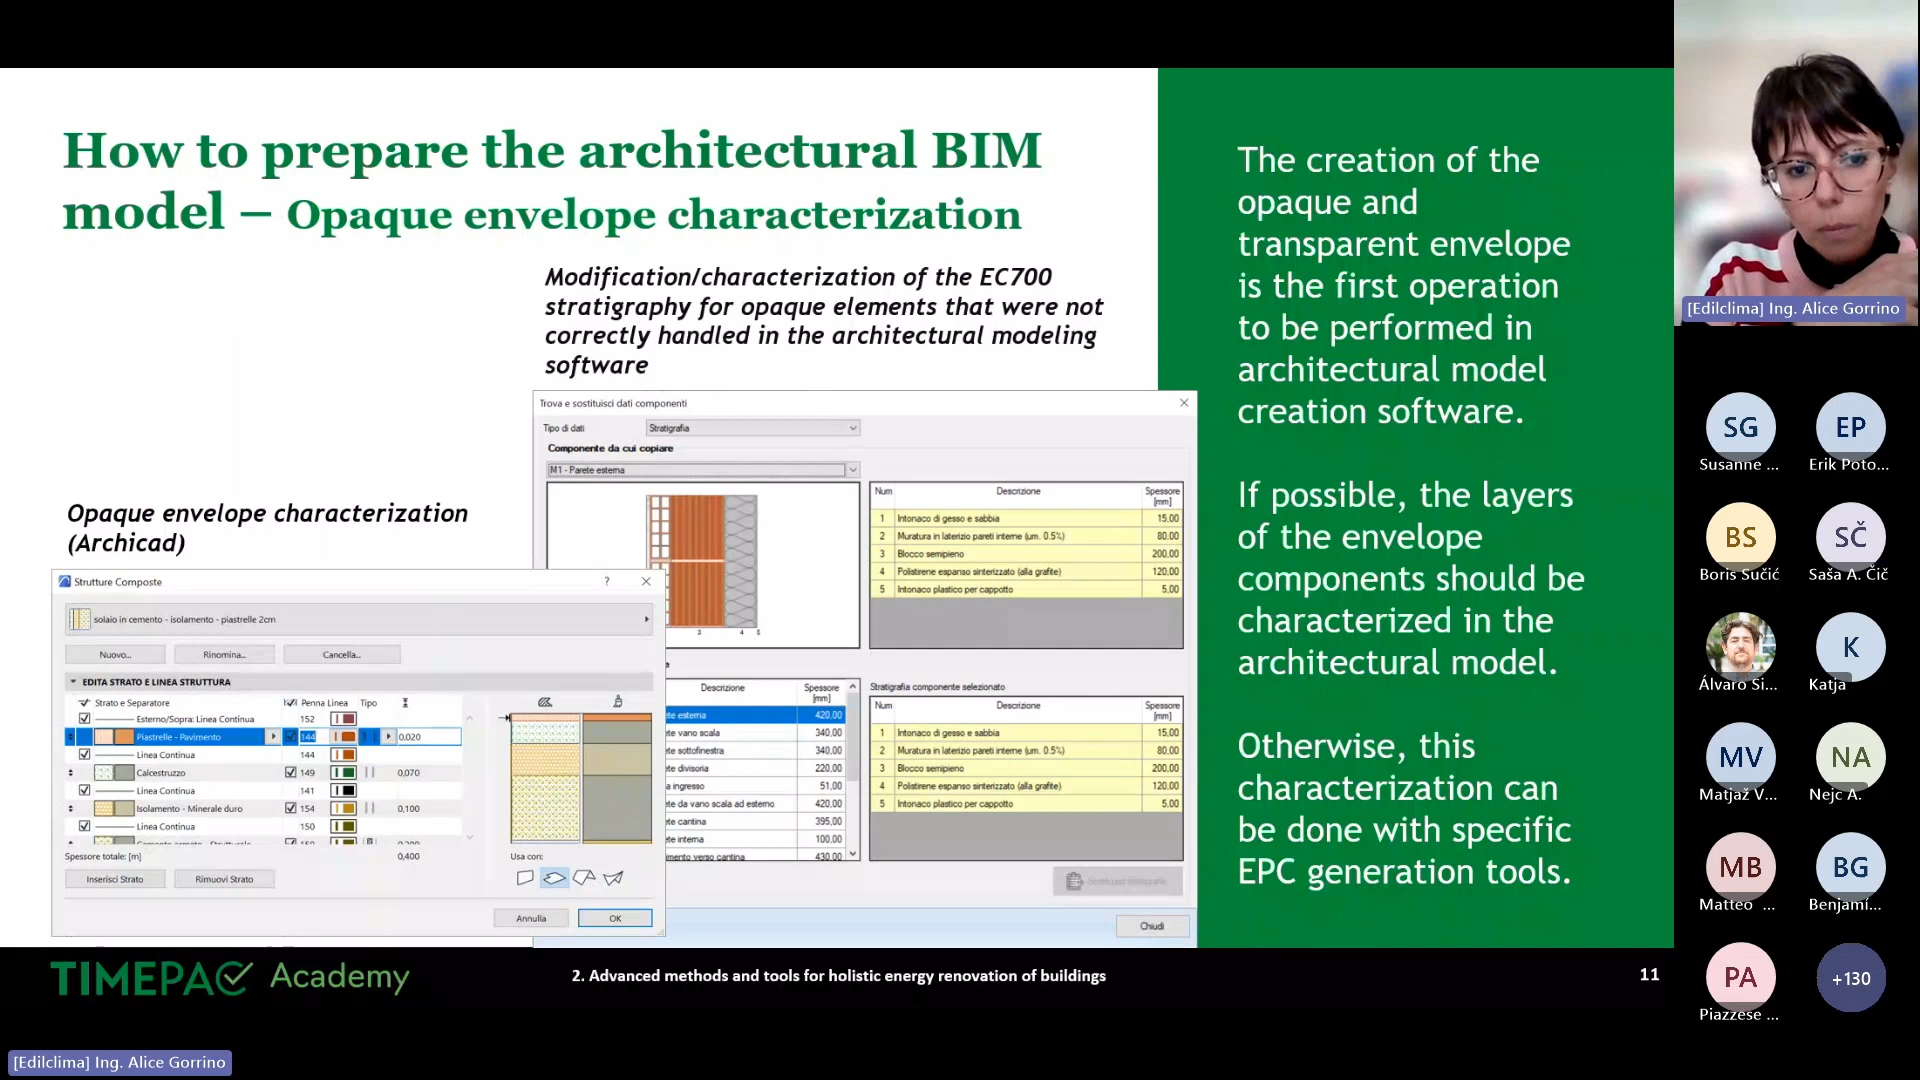 How to prepare the architectural BIM
model – Opaque envelope characterization
Modification/characterization of the EC700
stratigraphy for opaque elements that were not
correctly handled in the architectural modeling
software
Opaque envelope characterization
(Archicad)
Trova e sostituisci dati componenti
Tipo di dati
Stratigrafia
Componente da cui copiare
M1 - Parete esterna
Num Descrizione Spessore [mm]
1 Intonaco di gesso e sabbia 15,00
2 Muratura in laterizio pareti interne (um. 0.5%) 80.00
3 Blocco semipieno 200.00
4 Polistirene espanso sinterizzato (alla grafite) 120,00
5 Intonaco plastico per cappotto 5,00
3 4 5
Descrizione Spessore [mm]
ete esterna 420,00
ete vano scala 340,00
ete sottofinestra 340,00
ete divisoria 220,00
a ingresso 51,00
ete da vano scala ad esterno 420,00
ete cantina 395,00
ete interna 100,00
mento verso cantina 430,00
Stratigrafia componente selezionato
Num Descrizione Spessore [mm]
1 Intonaco di gesso e sabbia 15,00
2 Muratura in laterizio pareti interne (um. 0.5%) 80,00
3 Blocco semipieno 200,00
4 Polistirene espanso sinterizzato (alla grafite) 120.00
5 Intonaco plastico per cappotto 5,00
Chiudi
Strutture Composte
?
solaio in cemento - isolamento - piastrelle 2cm
Nuovo... Rinomina... Cancella...
EDITA STRATO E LINEA STRUTTURA
Strato e Separatore Penna Linea Tipo
Esterno/Sopra: Linea Continua 152
Piastrelle - Pavimento 144 0,020
Linea Continua 144
Calcestruzzo 149 0,070
Linea Continua 141
Isolamento - Minerale duro 154 0,100
Linea Continua 150
Spessore totale: [m] 0,400
Usa con:
Inserisci Strato Rimuovi Strato
Annulla OK
The creation of the
opaque and
transparent envelope
is the first operation
to be performed in
architectural model
creation software.
If possible, the layers
of the envelope
components should be
characterized in the
architectural model.
Otherwise, this
characterization can
be done with specific
EPC generation tools.
TIMEPAC Academy
2. Advanced methods and tools for holistic energy renovation of buildings
11
[Edilclima] Ing. Alice Gorrino
[Edilclima] Ing. Alice Gorrino
SG EP
Susanne ... Erik Poto...
BS SČ
Boris Sučić Saša A. Čič
K
Álvaro Si... Katja
MV NA
Matjaž V... Nejc A.
MB BG
Matteo ... Benjamí...
PA +130
Piazzese ...